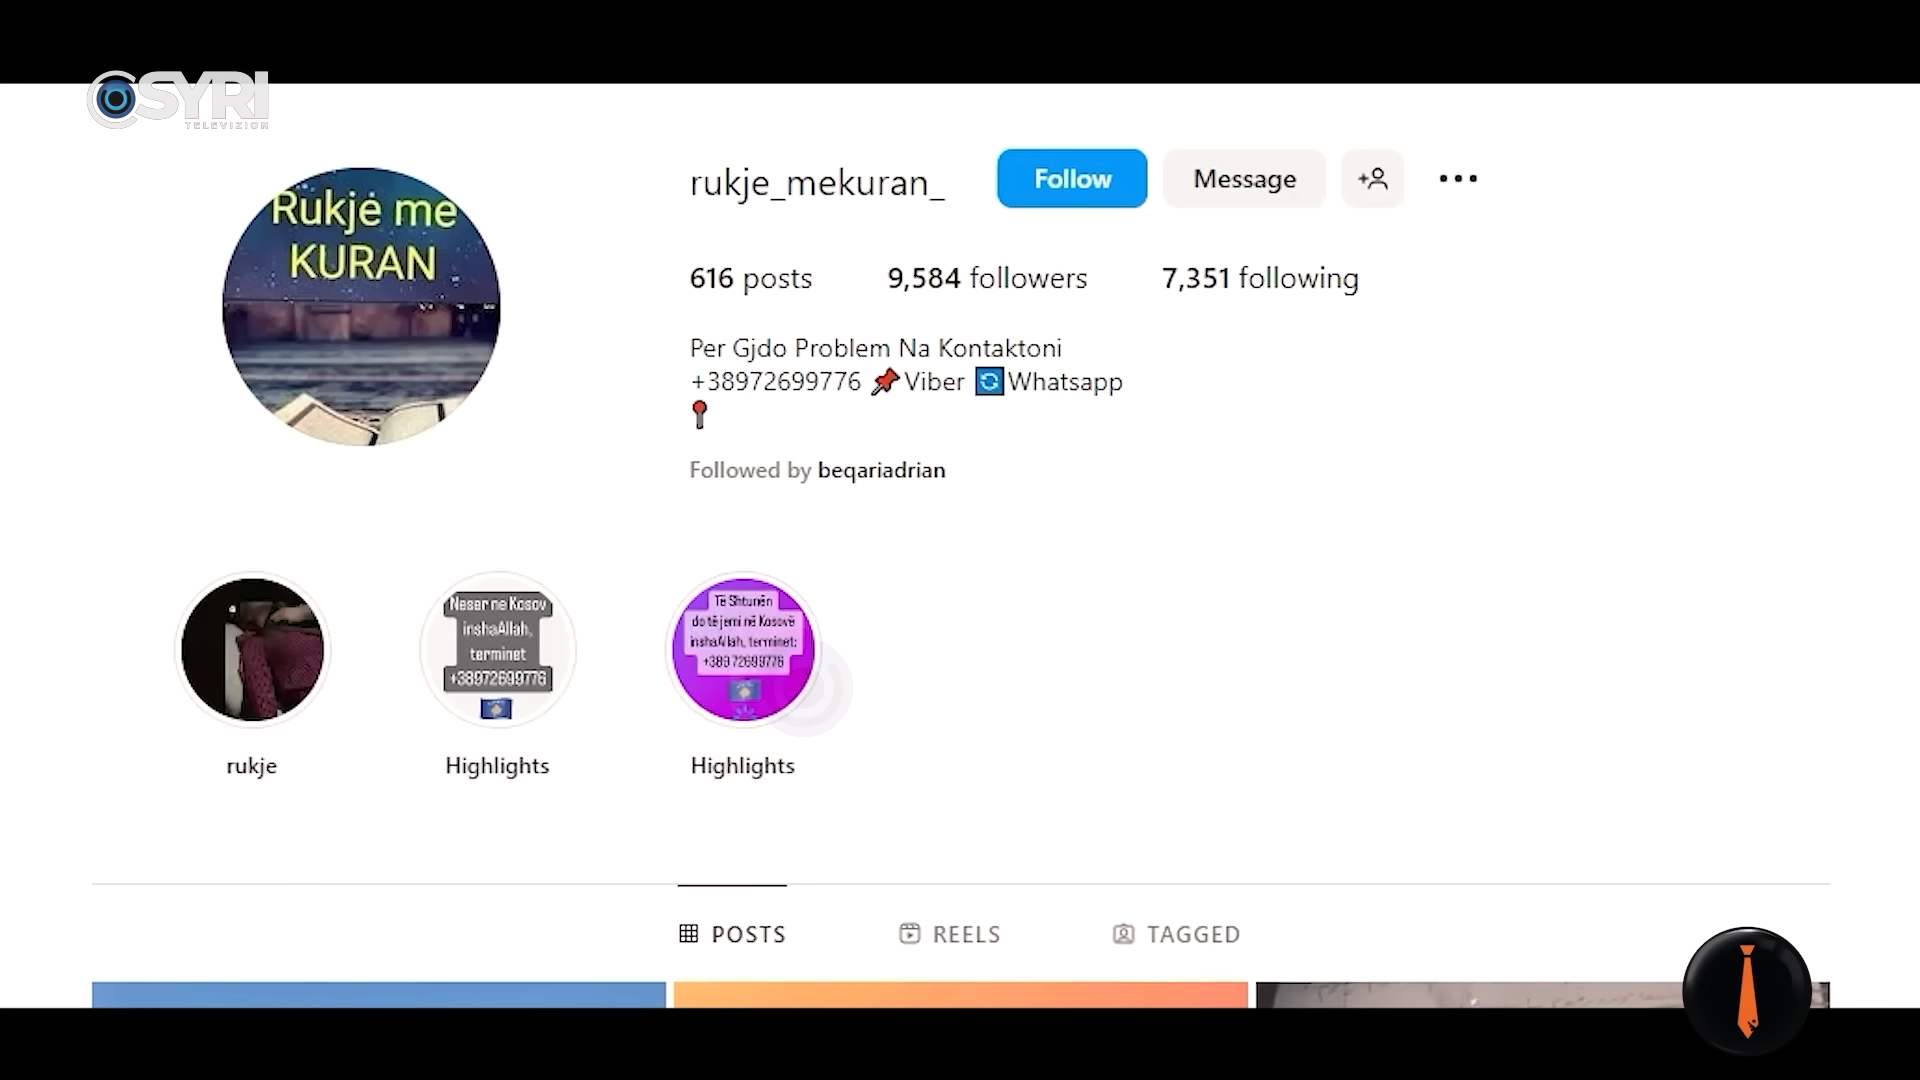 SYRI
TELEVIZION
Rukje me
KURAN
rukje_mekuran_
Follow
Message
616 posts
9,584 followers
7,351 following
Per Gjdo Problem Na Kontaktoni
+38972699776 📌Viber 🔄Whatsapp
📍
Followed by beqariadrian
Neser ne Kosov
inshaAllah,
terminet
+38972699776
Të Shtunën
do të jemi në Kosovë
inshaAllah, terminet:
+389 72699776
rukje
Highlights
Highlights
POSTS
REELS
TAGGED